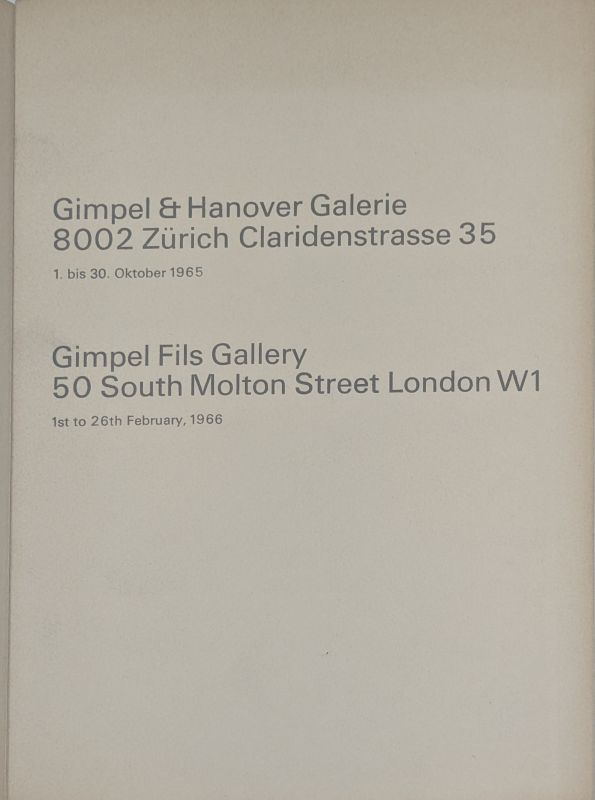 Gimpel & Hanover Galerie
8002 Zürich Claridenstrasse 35
1. bis 30. Oktober 1965
Gimpel Fils Gallery
50 South Molton Street London W1
1st to 26th February, 1966